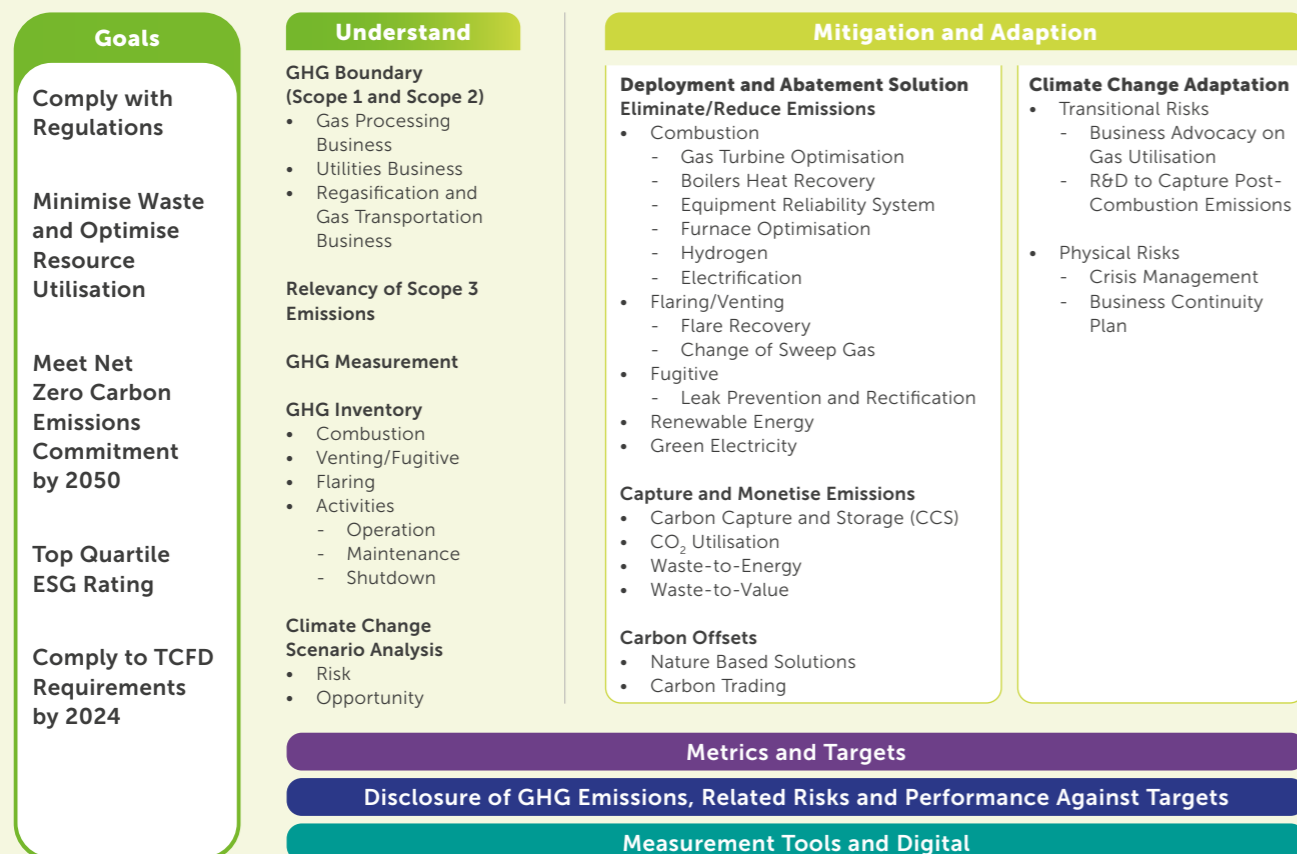 Goals
Comply with
Regulations
Minimise Waste
and Optimise
Resource
Utilisation
Meet Net
Zero Carbon
Emissions
Commitment
by 2050
Top Quartile
ESG Rating
Comply to TCFD
Requirements
by 2024
Understand
GHG Boundary
(Scope 1 and Scope 2)
• Gas Processing
Business
• Utilities Business
• Regasification and
Gas Transportation
Business
Relevancy of Scope 3
Emissions
GHG Measurement
GHG Inventory
• Combustion
• Venting/Fugitive
• Flaring
• Activities
- Operation
- Maintenance
- Shutdown
Climate Change
Scenario Analysis
• Risk
• Opportunity
Mitigation and Adaption
Deployment and Abatement Solution
Eliminate/Reduce Emissions
• Combustion
- Gas Turbine Optimisation
- Boilers Heat Recovery
- Equipment Reliability System
- Furnace Optimisation
- Hydrogen
- Electrification
• Flaring/Venting
- Flare Recovery
- Change of Sweep Gas
• Fugitive
- Leak Prevention and Rectification
• Renewable Energy
• Green Electricity
Capture and Monetise Emissions
• Carbon Capture and Storage (CCS)
• CO₂ Utilisation
• Waste-to-Energy
• Waste-to-Value
Carbon Offsets
• Nature Based Solutions
• Carbon Trading
Climate Change Adaptation
• Transitional Risks
- Business Advocacy on
Gas Utilisation
- R&D to Capture Post-
Combustion Emissions
• Physical Risks
- Crisis Management
- Business Continuity
Plan
Metrics and Targets
Disclosure of GHG Emissions, Related Risks and Performance Against Targets
Measurement Tools and Digital